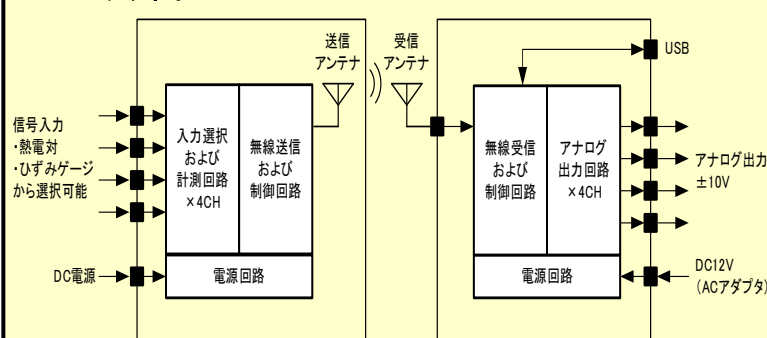 送信
アンテナ
受信
アンテナ
USB
信号入力
・熱電対
・ひずみゲージ
から選択可能
入力選択
および
計測回路
×4CH
無線送信
および
制御回路
無線受信
および
制御回路
アナログ
出力回路
×4CH
アナログ出力
±10V
DC電源
電源回路
電源回路
DC12V
(ACアダプタ)